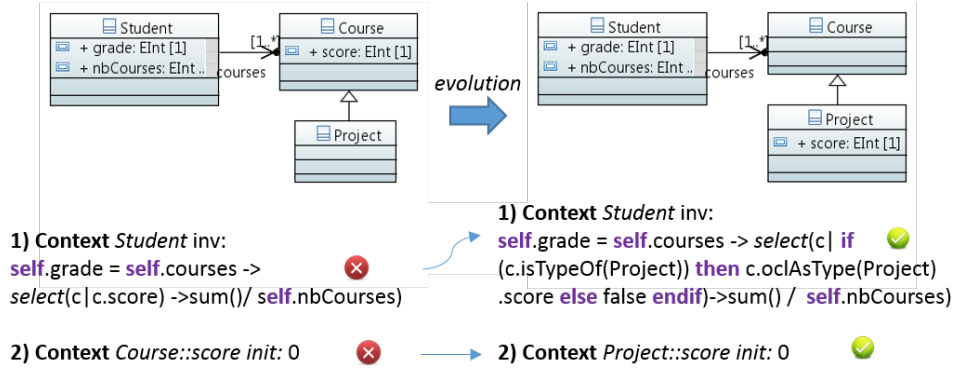 Student
+ grade: EInt [1]
+ nbCourses: EInt ..
[1..*]
courses
Course
+ score: EInt [1]
Project
evolution
Student
+ grade: EInt [1]
+ nbCourses: EInt ..
[1..*]
courses
Course
Project
+ score: EInt [1]
1) Context Student inv:
self.grade = self.courses ->
select(c|c.score) ->sum()/ self.nbCourses)
2) Context Course::score init: 0
1) Context Student inv:
self.grade = self.courses -> select(c| if
(c.isTypeOf(Project)) then c.oclAsType(Project)
.score else false endif)->sum() / self.nbCourses)
2) Context Project::score init: 0